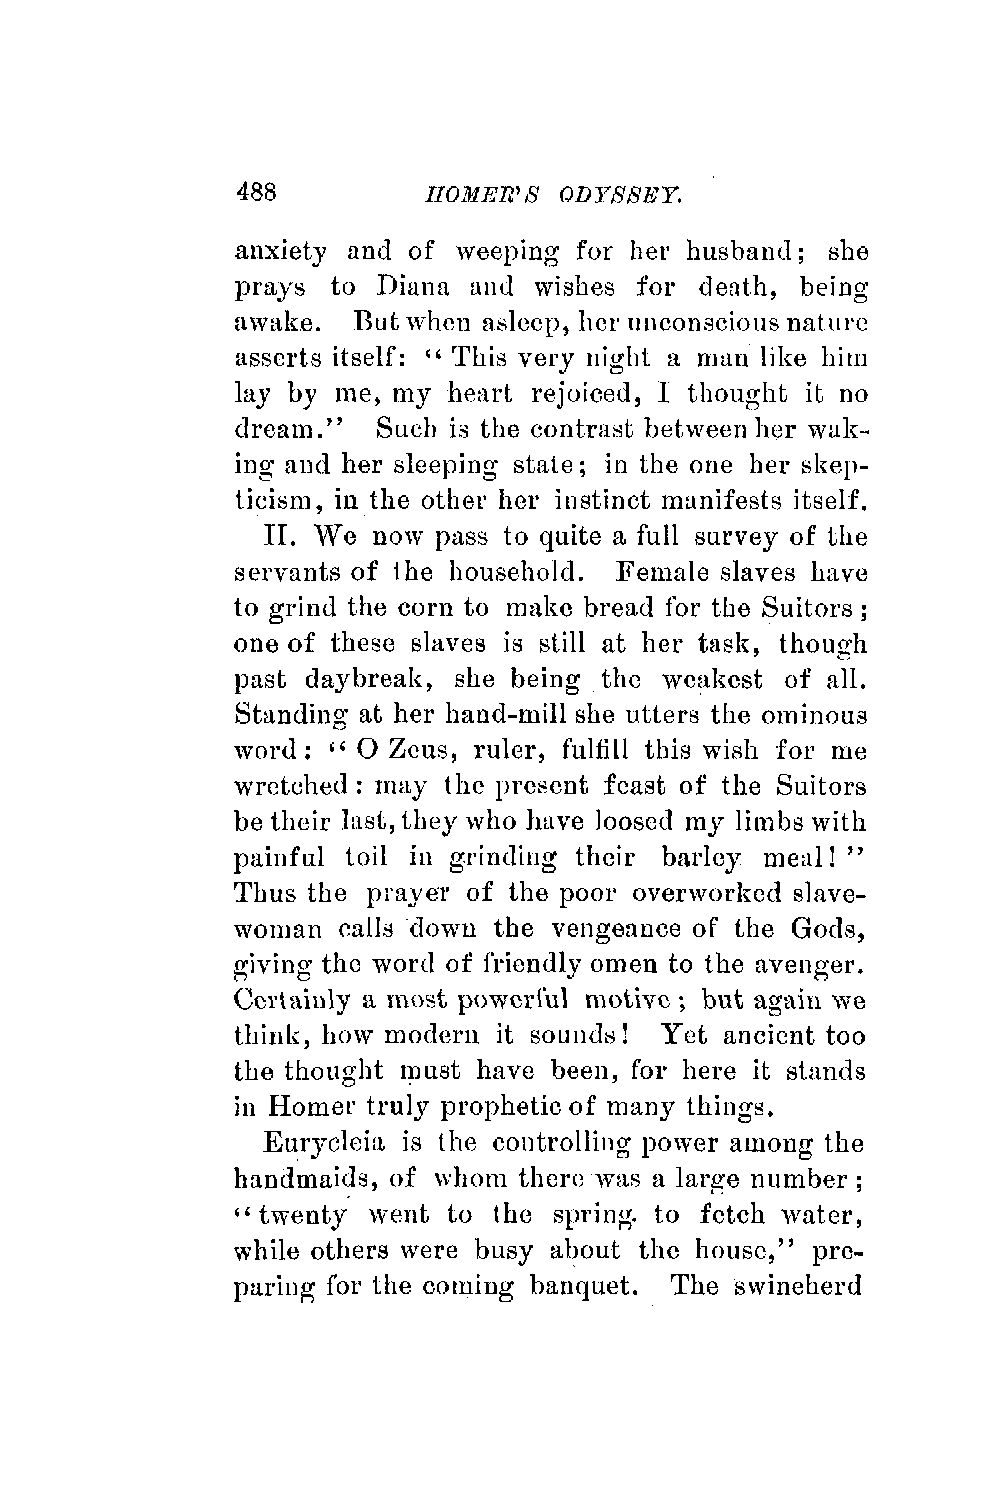 488 HOMER'S ODYSSEY.
anxiety and of weeping for her husband; she
prays to Diana and wishes for death, being
awake. But when asleep, her unconscious nature
asserts itself: “ This very night a man like him
lay by me, my heart rejoiced, I thought it no
dream.” Such is the contrast between her wak-
ing and her sleeping state; in the one her skep-
ticism, in the other her instinct manifests itself.
II. We now pass to quite a full survey of the
servants of the household. Female slaves have
to grind the corn to make bread for the Suitors;
one of these slaves is still at her task, though
past daybreak, she being the weakest of all.
Standing at her hand-mill she utters the ominous
word: “ O Zeus, ruler, fulfill this wish for me
wretched: may the present feast of the Suitors
be their last, they who have loosed my limbs with
painful toil in grinding their barley meal! ”
Thus the prayer of the poor overworked slave-
woman calls down the vengeance of the Gods,
giving the word of friendly omen to the avenger.
Certainly a most powerful motive; but again we
think, how modern it sounds! Yet ancient too
the thought must have been, for here it stands
in Homer truly prophetic of many things.
Eurycleia is the controlling power among the
handmaids, of whom there was a large number;
“ twenty went to the spring to fetch water,
while others were busy about the house,” pre-
paring for the coming banquet. The swineherd